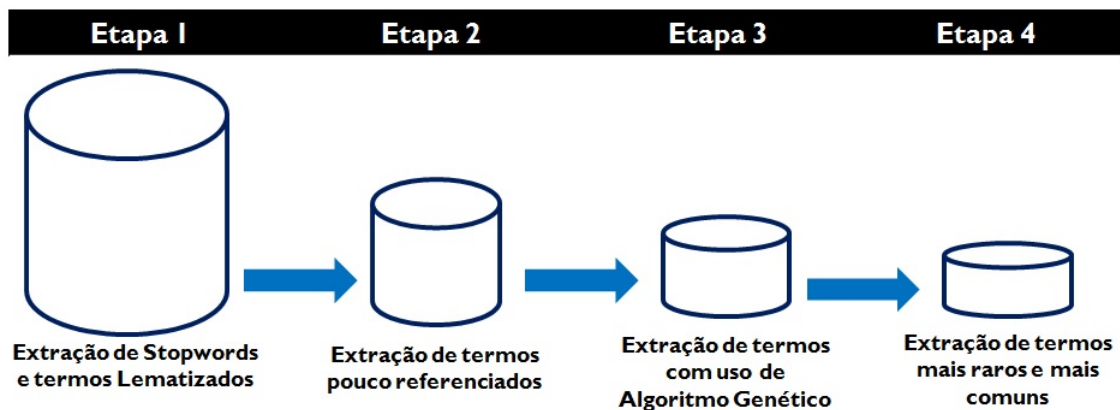 Etapa 1
Etapa 2
Etapa 3
Etapa 4
Extração de Stopwords
e termos Lematizados
Extração de termos
pouco referenciados
Extração de termos
com uso de
Algoritmo Genético
Extração de termos
mais raros e mais
comuns